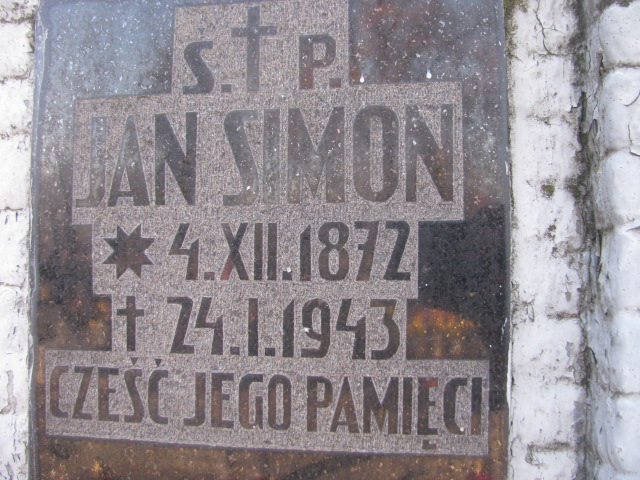 Ś. † P.
JAN SIMON
* 4.XII.1872
† 24.I.1943
CZEŚĆ JEGO PAMIĘCI